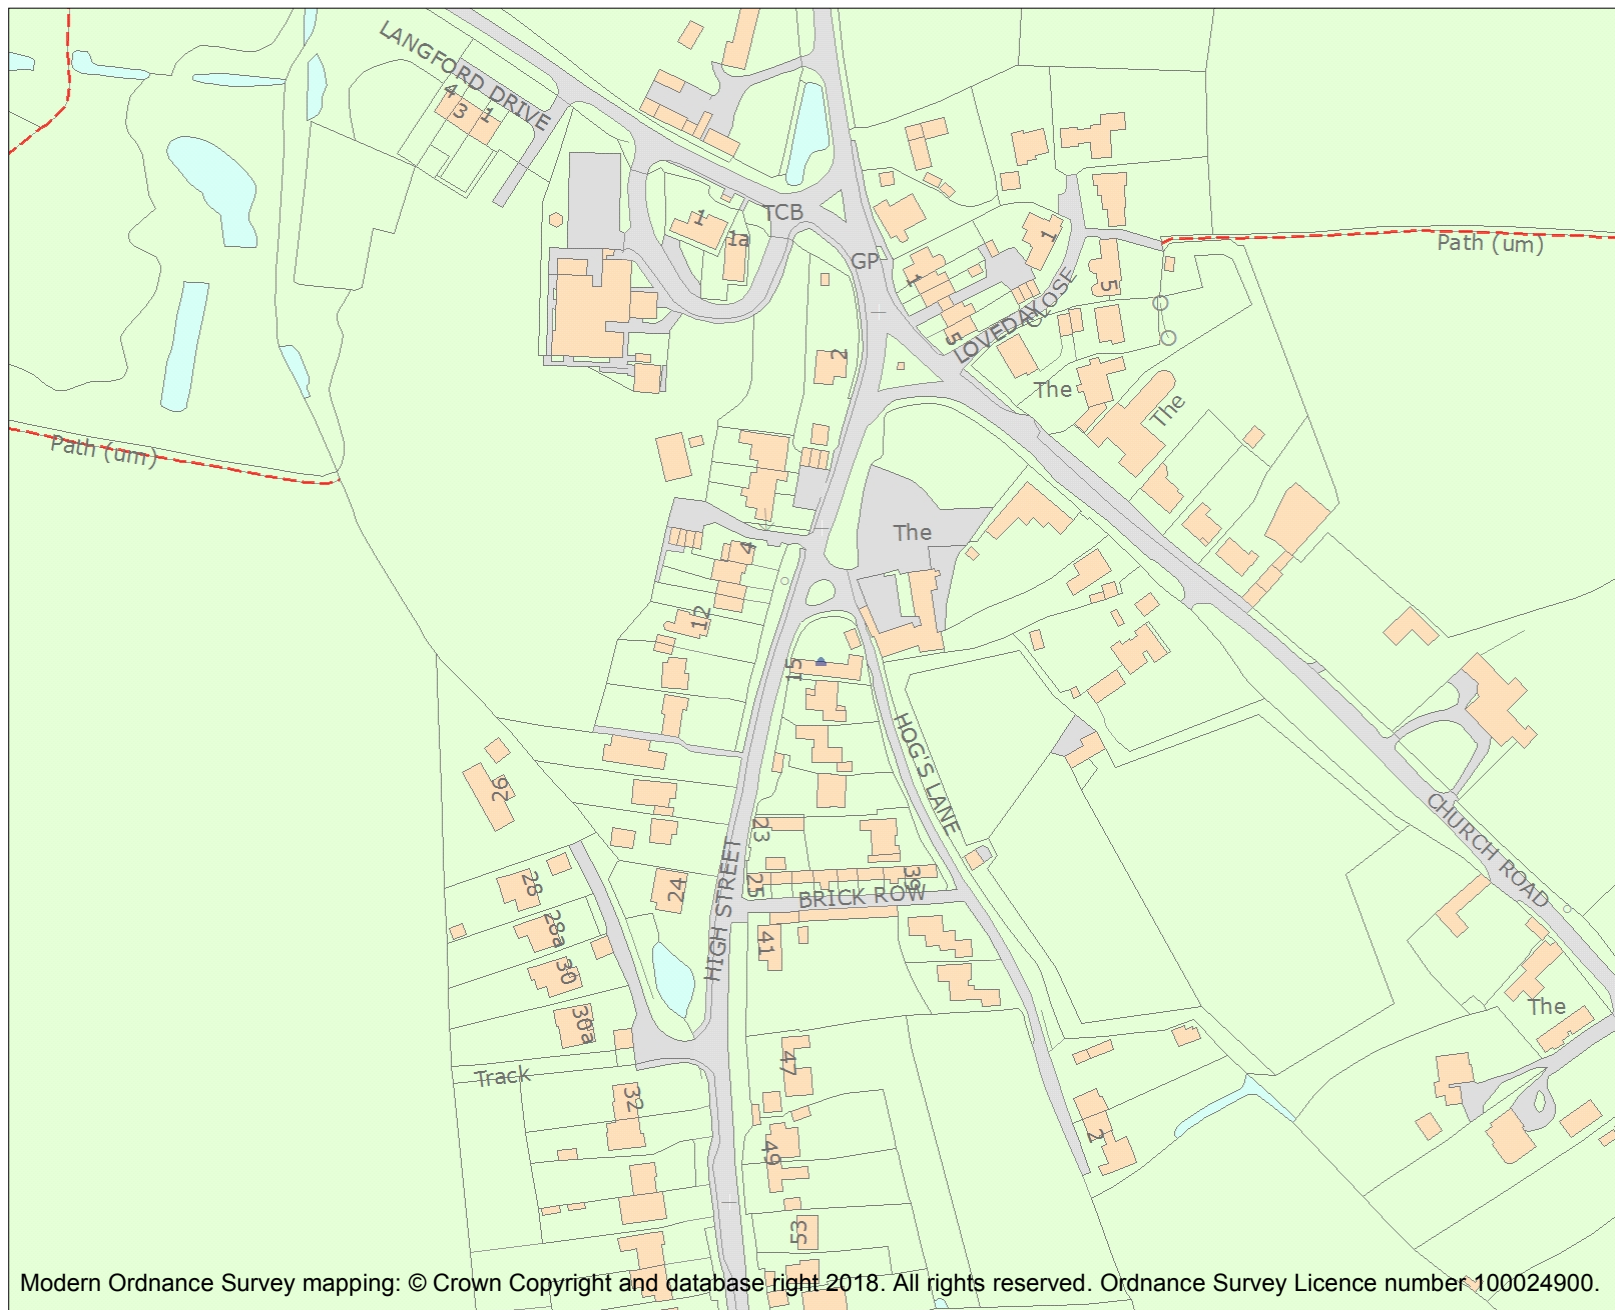 LANGFORD DRIVE
4
3
1
TCB
1
1a
GP
1
5
1
5
LOVEDAY CLOSE
Path (um)
Path (um)
2
The
The
The
4
12
15
HOG'S LANE
26
23
25
39
HIGH STREET
BRICK ROW
24
28
28a
30
30a
41
CHURCH ROAD
The
Track
32
47
49
2
53
Modern Ordnance Survey mapping: © Crown Copyright and database right 2018. All rights reserved. Ordnance Survey Licence number 100024900.